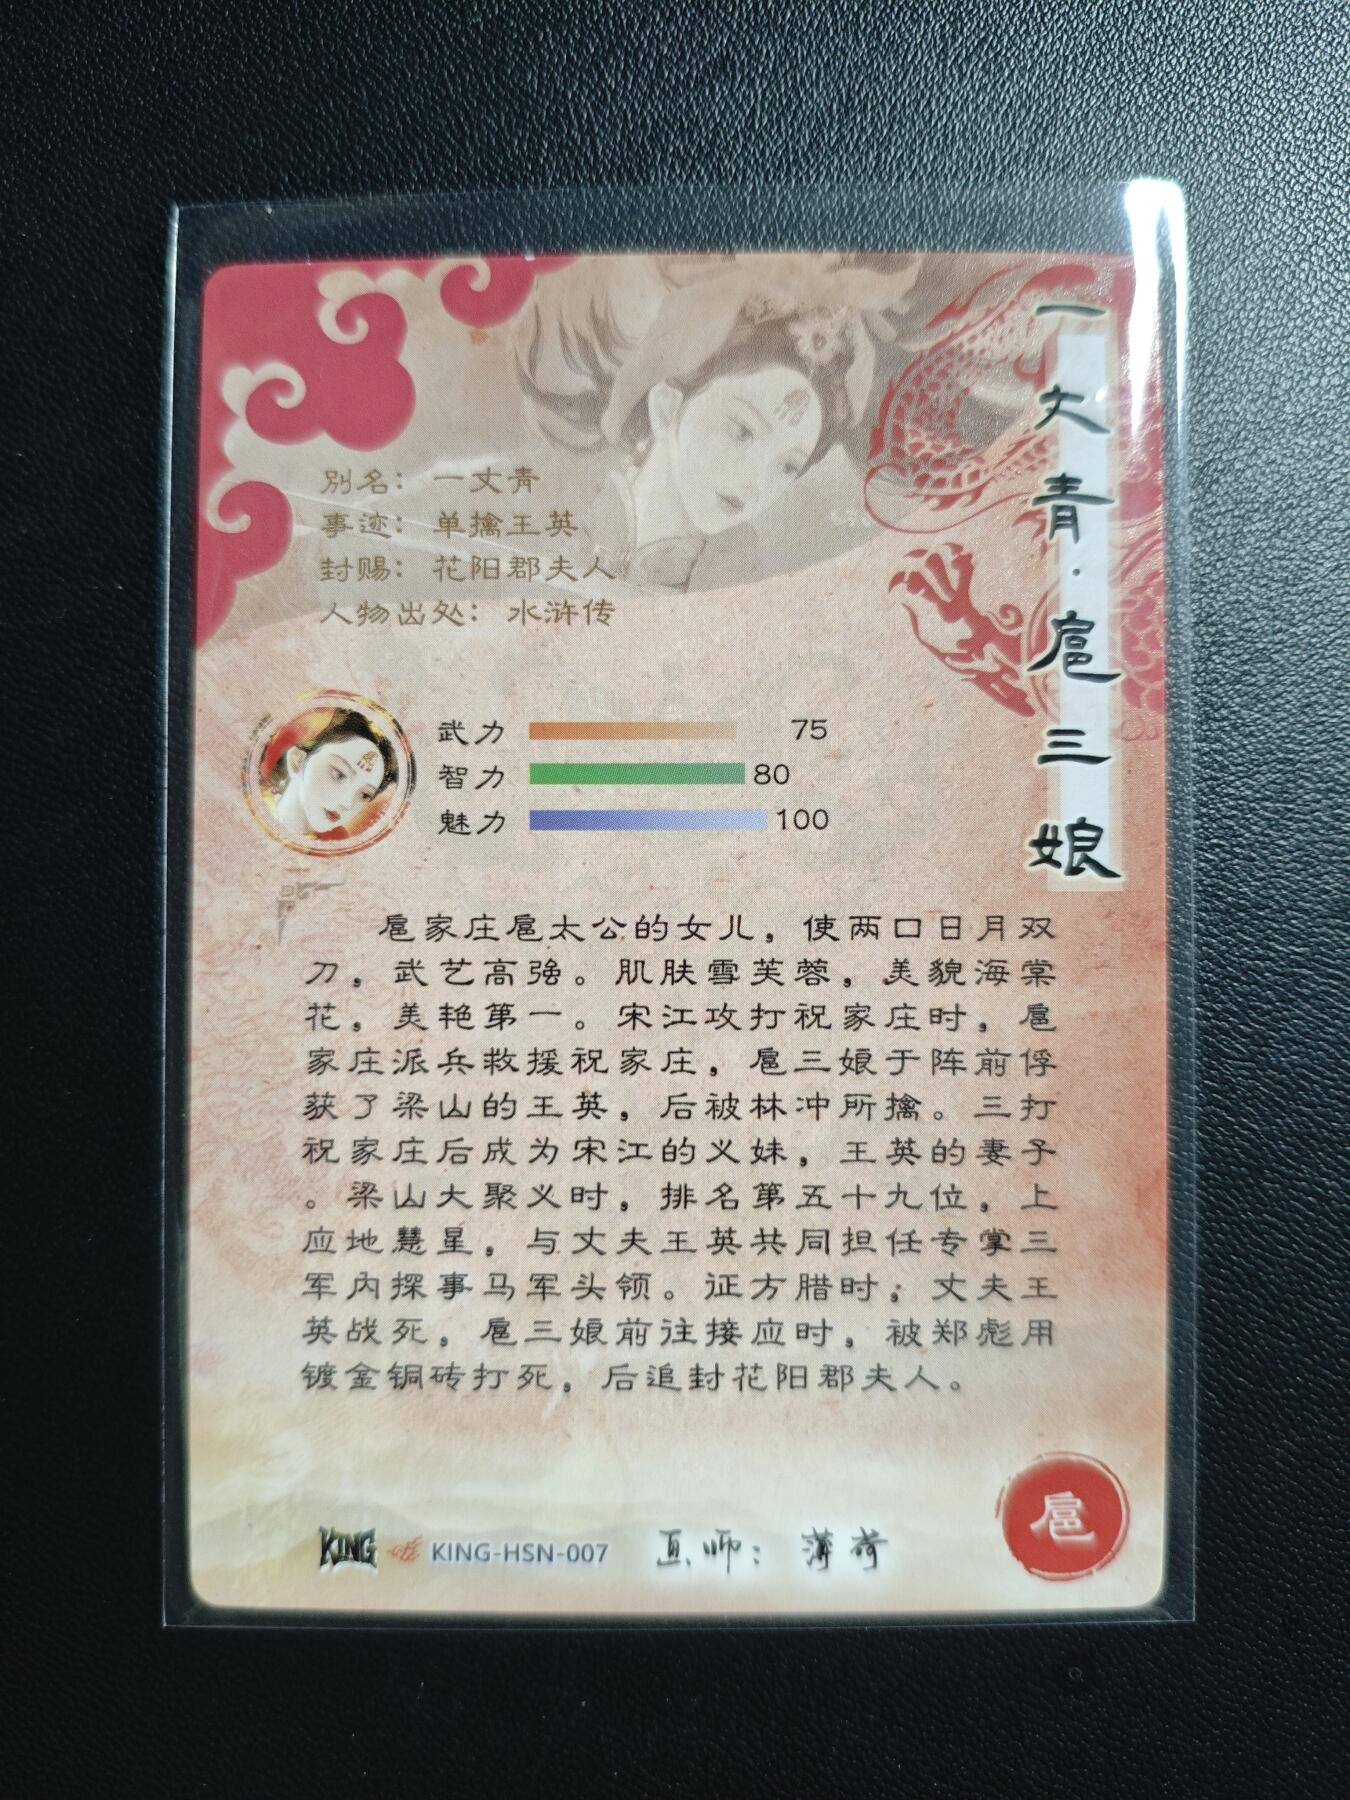 一丈青·扈三娘
别名：一丈青
事迹：单擒王英
封赐：花阳郡夫人
人物出处：水浒传
武力 75
智力 80
魅力 100
扈家庄扈太公的女儿，使两口日月双
刀，武艺高强。肌肤雪芙蓉，美貌海棠
花，美艳第一。宋江攻打祝家庄时，扈
家庄派兵救援祝家庄，扈三娘于阵前俘
获了梁山的王英，后被林冲所擒。三打
祝家庄后成为宋江的义妹，王英的妻子
。梁山大聚义时，排名第五十九位，上
应地慧星，与丈夫王英共同担任专掌三
军内探事马军头领。证方腊时；丈夫王
英战死，扈三娘前往接应时，被郑彪用
镀金铜砖打死，后追封花阳郡夫人。
扈
KING KING-HSN-007 画师：薄荷